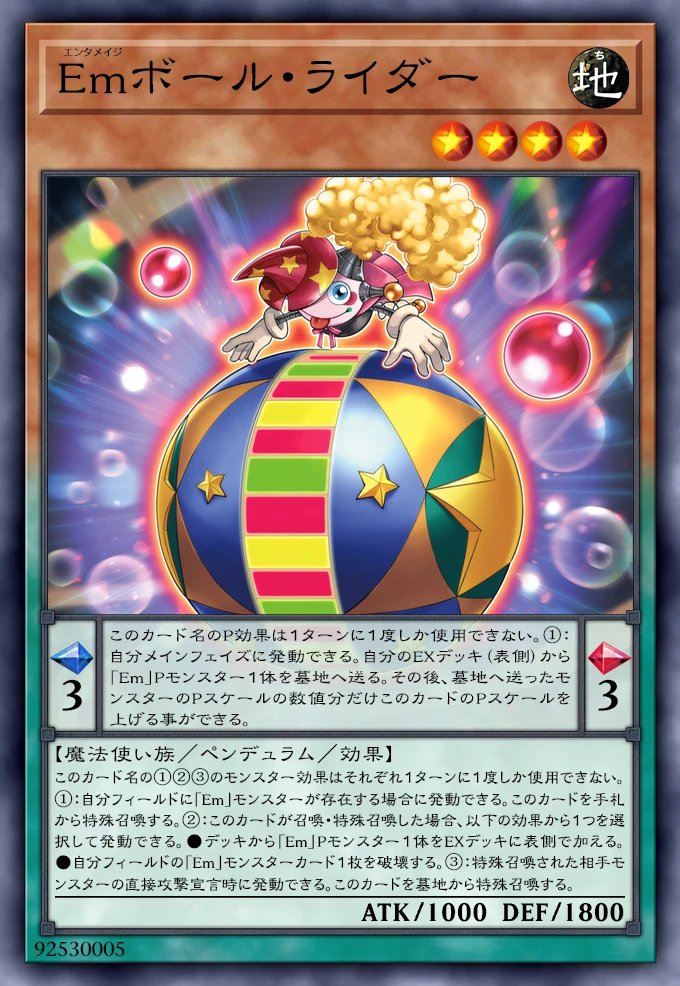 エンタメイジ
Emボール・ライダー
ち
地
このカード名のP効果は1ターンに1度しか使用できない。①：
自分メインフェイズに発動できる。自分のEXデッキ（表側）から
「Em」Pモンスター1体を墓地へ送る。その後、墓地へ送ったモ
ンスターのPスケールの数値分だけこのカードのPスケールを
上げる事ができる。
3
3
【魔法使い族／ペンデュラム／効果】
このカード名の①②③のモンスター効果はそれぞれ1ターンに1度しか使用できない。
①：自分フィールドに「Em」モンスターが存在する場合に発動できる。このカードを手札
から特殊召喚する。②：このカードが召喚・特殊召喚した場合、以下の効果から1つを選
択して発動できる。●デッキから「Em」Pモンスター1体をEXデッキに表側で加える。
●自分フィールドの「Em」モンスターカード1枚を破壊する。③：特殊召喚された相手モ
ンスターの直接攻撃宣言時に発動できる。このカードを墓地から特殊召喚する。
ATK/1000 DEF/1800
92530005